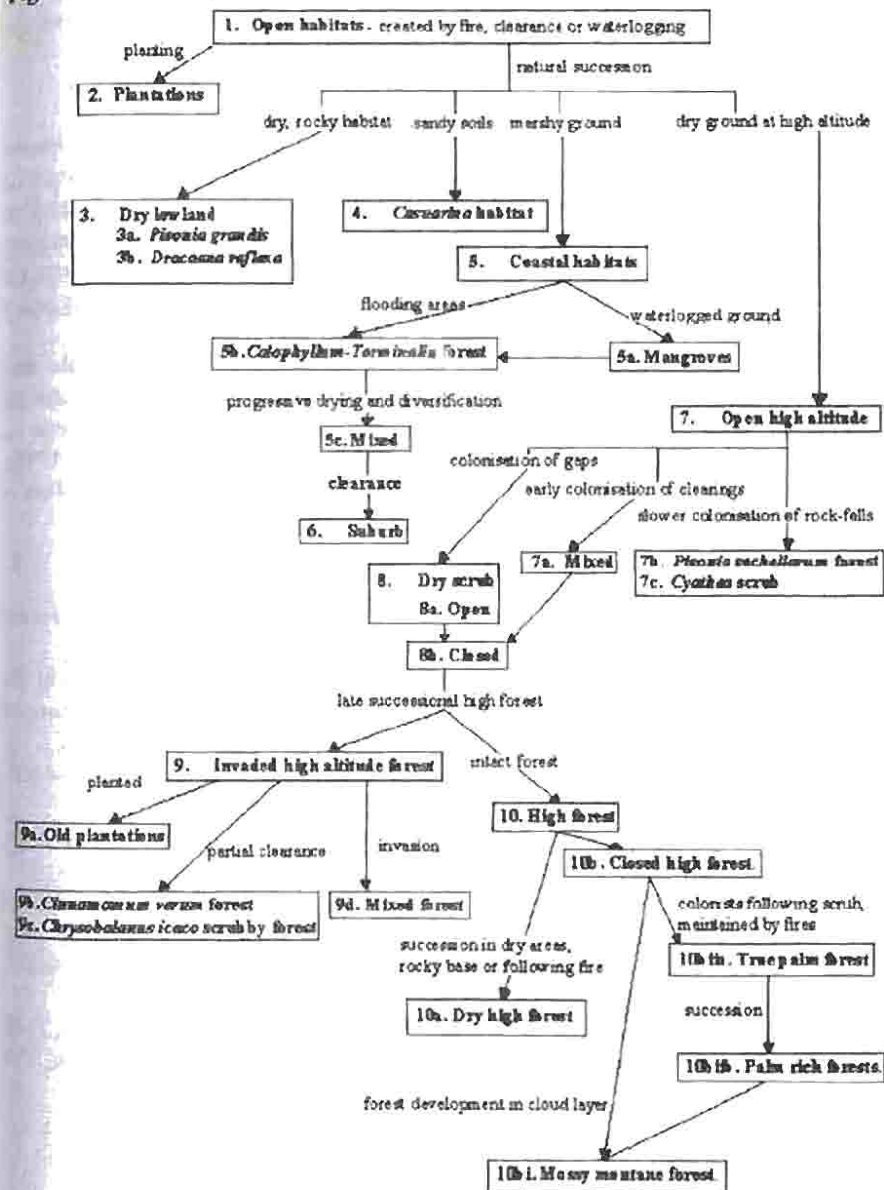 1. Open habitats - created by fire, clearance or waterlogging
planting
natural succession
2. Plantations
dry, rocky habitat
sandy soils
marshy ground
dry ground at high altitude
3. Dry lowland
3a. Pisonia grandis
3b. Dracaena reflexa
4. Casuarina habitat
5. Coastal habitats
flooding areas
waterlogged ground
5b. Calophyllum-Terminalia forest
5a. Mangroves
progressive drying and diversification
7. Open high altitude
5c. Mixed
colonisation of gaps
clearance
early colonisation of clearings
6. Suburb
slower colonisation of rock-falls
8. Dry scrub
8a. Open
7a. Mixed
7b. Pisonia sechellarum forest
7c. Cyathea scrub
8b. Closed
late successional high forest
9. Invaded high altitude forest
intact forest
planted
9a. Old plantations
partial clearance
invasion
10. High forest
10b. Closed high forest.
9b. Cinnamomum verum forest
9c. Chrysobalanus icaco scrubby forest
9d. Mixed forest
colonists following scrub,
maintained by fires
succession in dry areas,
rocky base or following fire
True palm forest
10a. Dry high forest
succession
Palm rich forests.
forest development in cloud layer
10bi. Mossy montane forest.